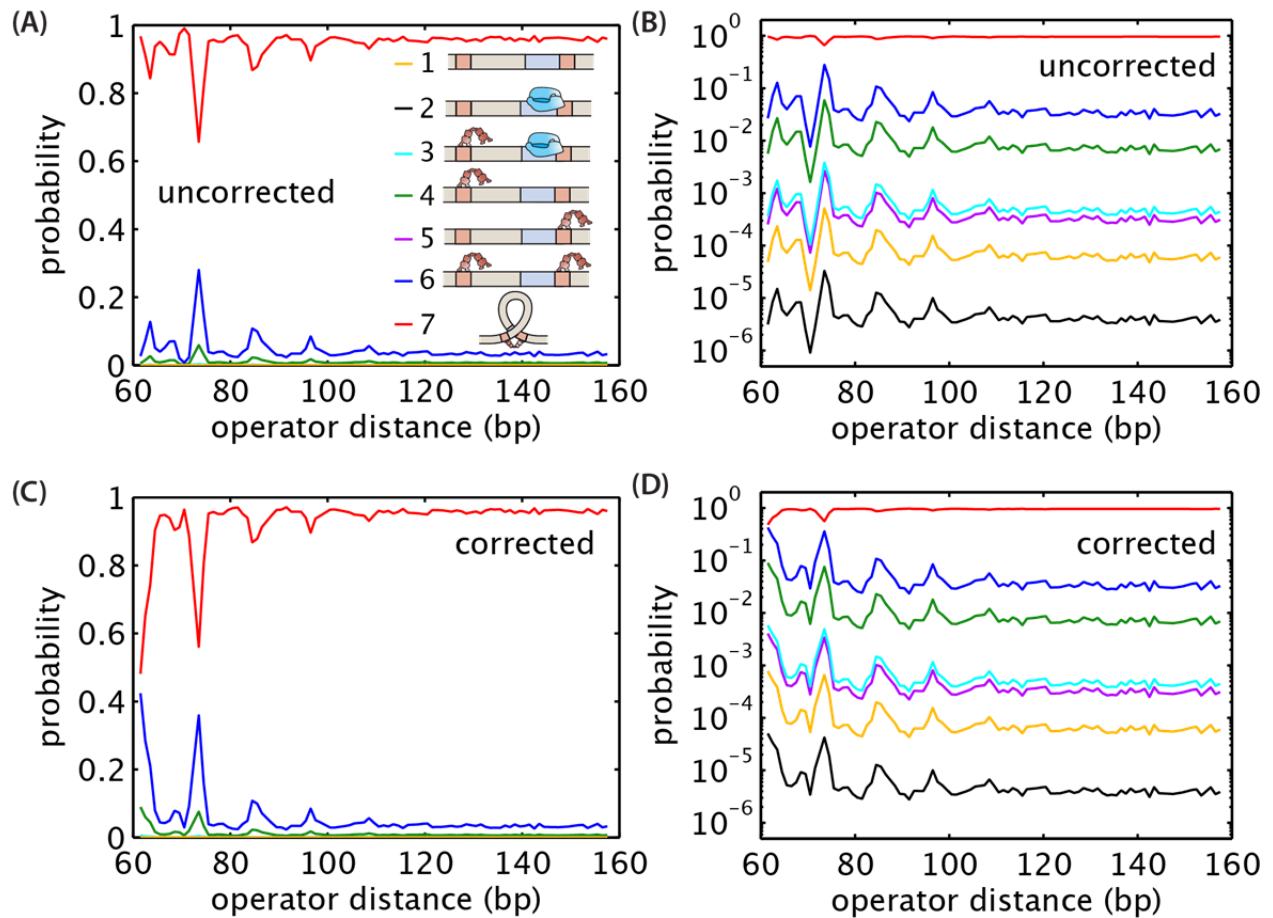 (A)
1
0.8
0.6
0.4
0.2
0
probability
uncorrected
1
2
3
4
5
6
7
60 80 100 120 140 160
operator distance (bp)
(B)
10^0
10^-1
10^-2
10^-3
10^-4
10^-5
10^-6
probability
uncorrected
60 80 100 120 140 160
operator distance (bp)
(C)
1
0.8
0.6
0.4
0.2
0
probability
corrected
60 80 100 120 140 160
operator distance (bp)
(D)
10^0
10^-1
10^-2
10^-3
10^-4
10^-5
10^-6
probability
corrected
60 80 100 120 140 160
operator distance (bp)